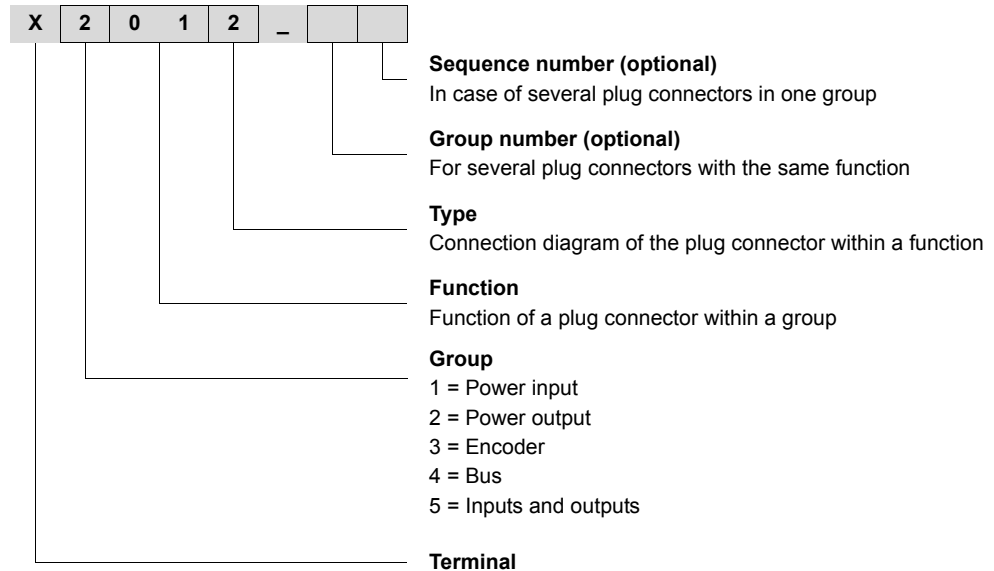 X 2 0 1 2 _
Sequence number (optional)
In case of several plug connectors in one group
Group number (optional)
For several plug connectors with the same function
Type
Connection diagram of the plug connector within a function
Function
Function of a plug connector within a group
Group
1 = Power input
2 = Power output
3 = Encoder
4 = Bus
5 = Inputs and outputs
Terminal